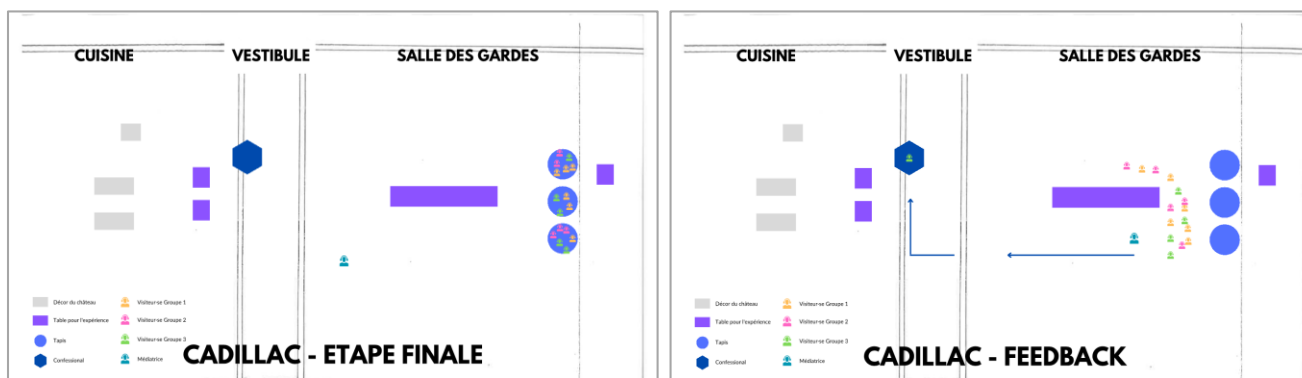 CUISINE
VESTIBULE
SALLE DES GARDES
Décor du château
Visiteur·se Groupe 1
Table pour l'expérience
Visiteur·se Groupe 2
Tapis
Visiteur·se Groupe 3
Confessional
Médiatrice
CADILLAC - ETAPE FINALE
CUISINE
VESTIBULE
SALLE DES GARDES
Décor du château
Visiteur·se Groupe 1
Table pour l'expérience
Visiteur·se Groupe 2
Tapis
Visiteur·se Groupe 3
Confessional
Médiatrice
CADILLAC - FEEDBACK